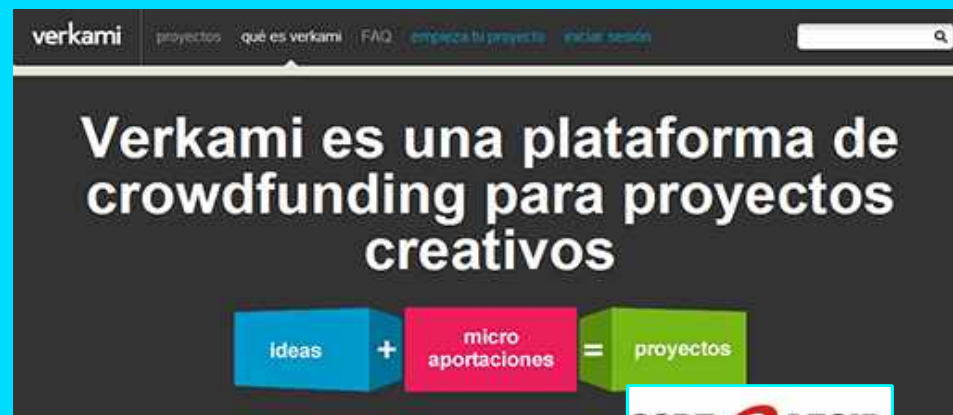 verkami proyectos qué es verkami FAQ empieza tu proyecto iniciar sesión
Verkami es una plataforma de
crowdfunding para proyectos
creativos
ideas + micro aportaciones = proyectos